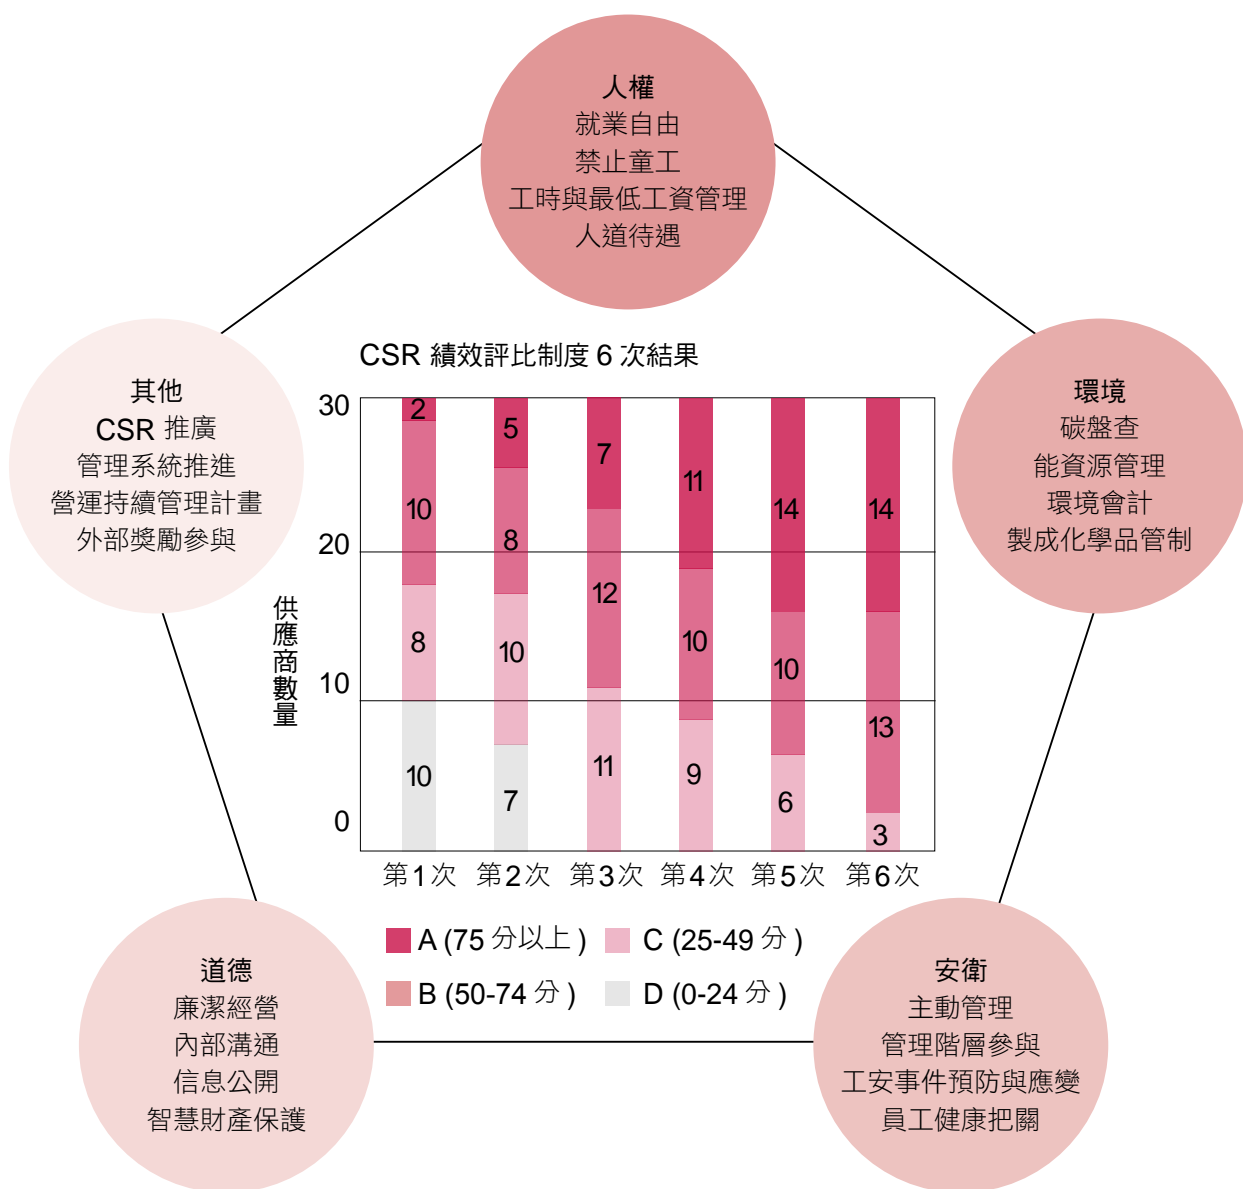 人權
就業自由
禁止童工
工時與最低工資管理
人道待遇
其他
CSR 推廣
管理系統推進
營運持續管理計畫
外部獎勵參與
環境
碳盤查
能資源管理
環境會計
製成化學品管制
CSR 績效評比制度 6 次結果
供應商數量
30
20
10
0
2
10
8
10
5
8
10
7
7
12
11
11
10
9
14
10
6
14
13
3
第1次 第2次 第3次 第4次 第5次 第6次
A (75 分以上 ) C (25-49 分 )
B (50-74 分 ) D (0-24 分 )
道德
廉潔經營
內部溝通
信息公開
智慧財產保護
安衛
主動管理
管理階層參與
工安事件預防與應變
員工健康把關